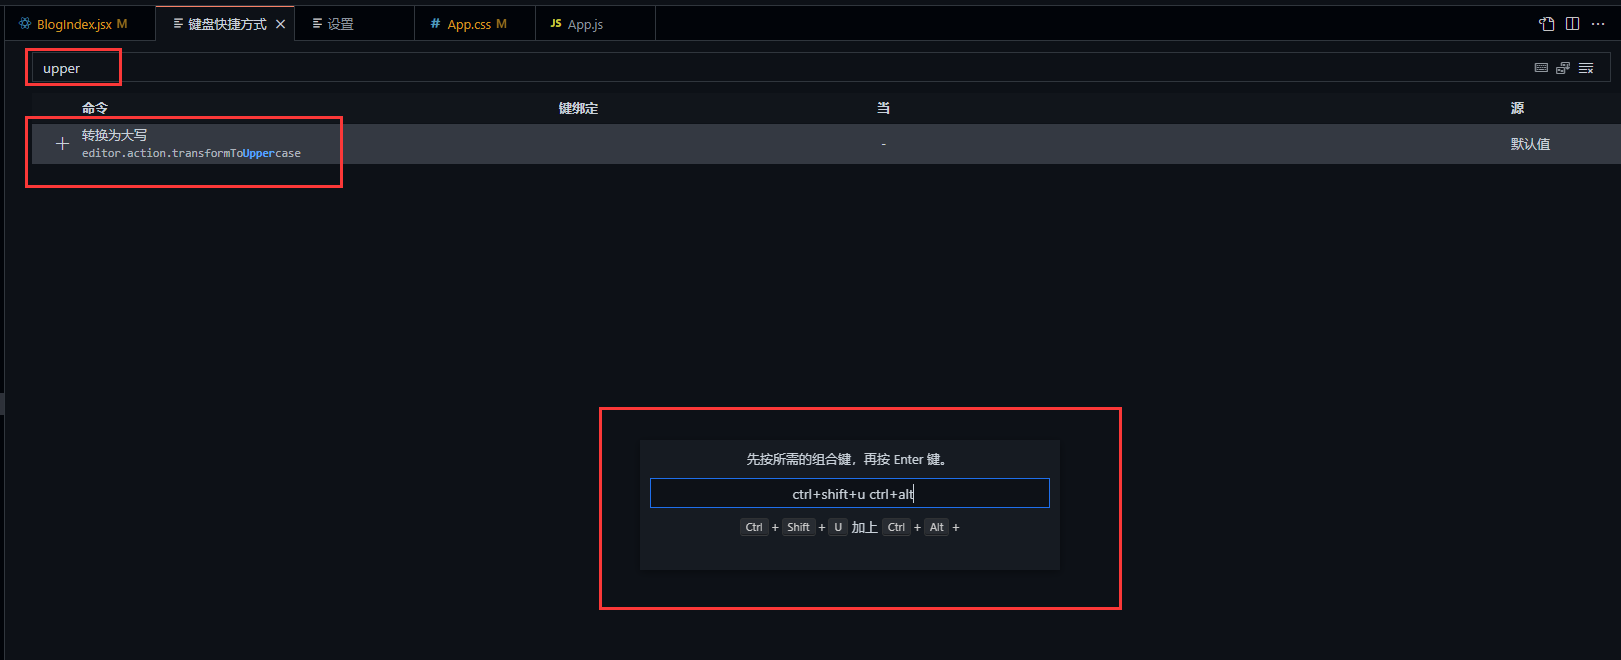 BlogIndex.jsx M 键盘快捷方式 设置 # App.css M JS App.js
upper
命令 键绑定 当 源
转换为大写
editor.action.transformToUppercase - 默认值
先按所需的组合键，再按 Enter 键。
ctrl+shift+u ctrl+alt
Ctrl + Shift + U 加上 Ctrl + Alt +